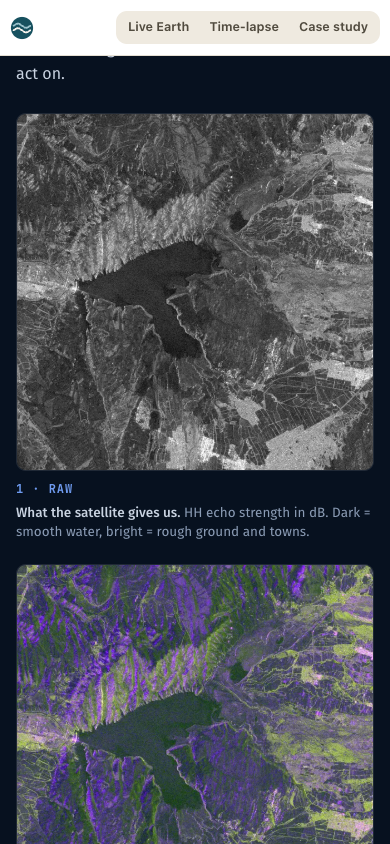 Live Earth Time-lapse Case study
act on.
1 · RAW
What the satellite gives us. HH echo strength in dB. Dark =
smooth water, bright = rough ground and towns.